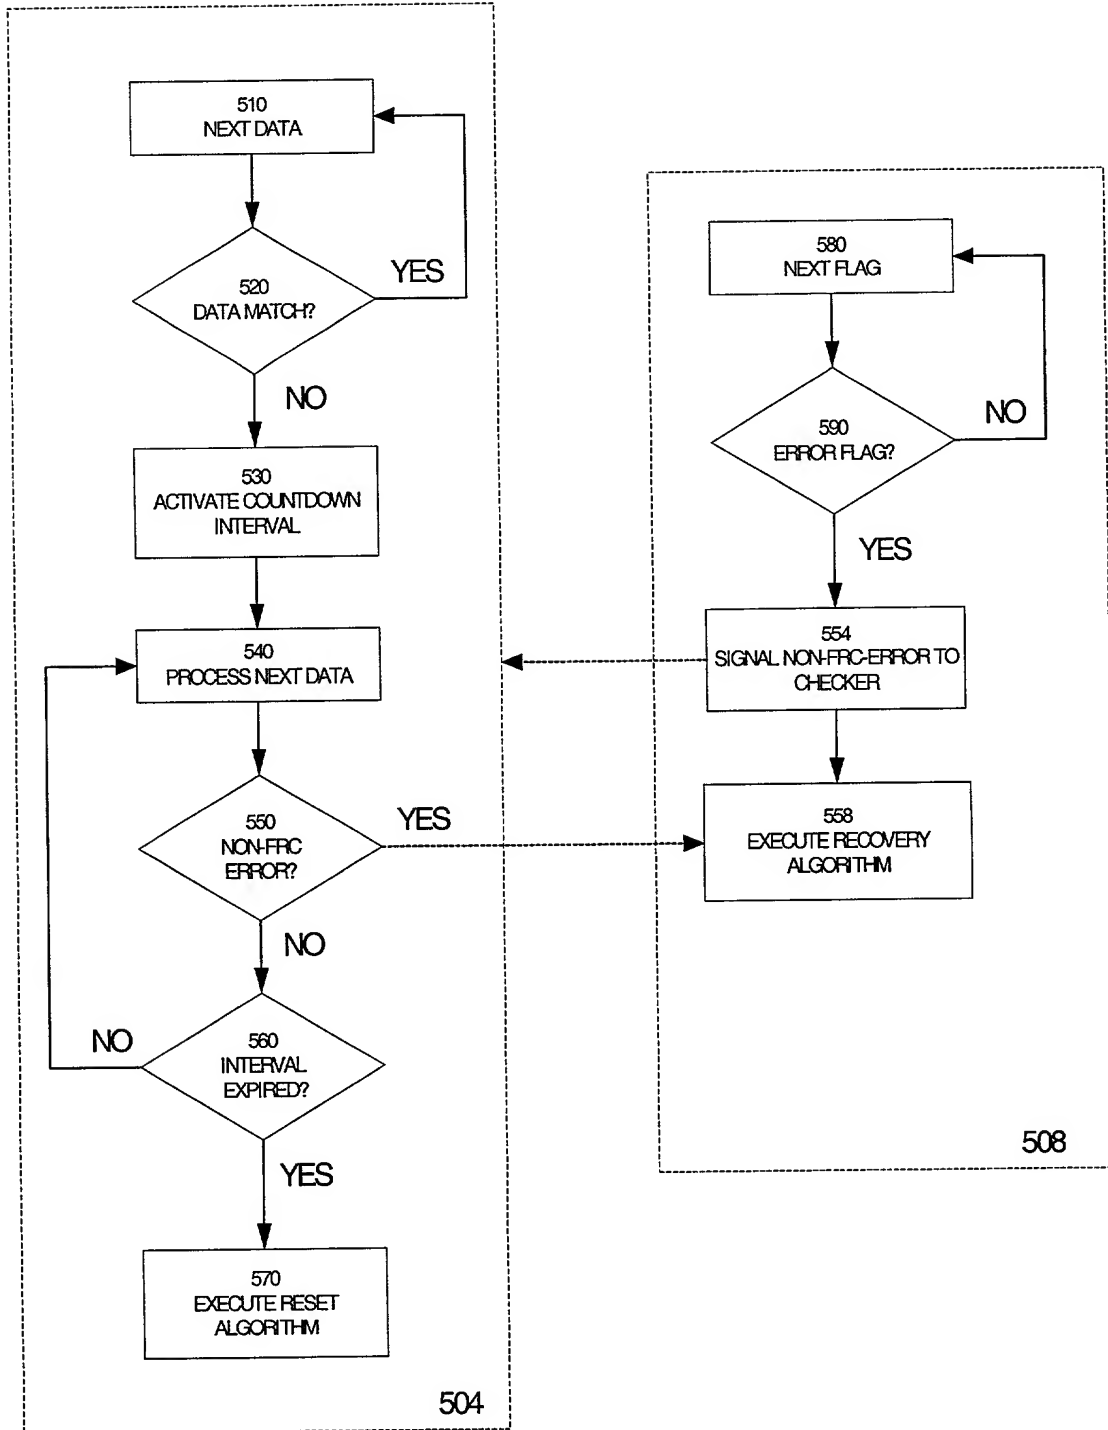 510
NEXT DATA
YES
520
DATA MATCH?
NO
530
ACTIVATE COUNTDOWN
INTERVAL
540
PROCESS NEXT DATA
550
NON-FRC
ERROR?
YES
NO
NO
560
INTERVAL
EXPIRED?
YES
570
EXECUTE RESET
ALGORITHM
504
580
NEXT FLAG
590
ERROR FLAG?
NO
YES
554
SIGNAL NON-FRC-ERROR TO
CHECKER
558
EXECUTE RECOVERY
ALGORITHM
508